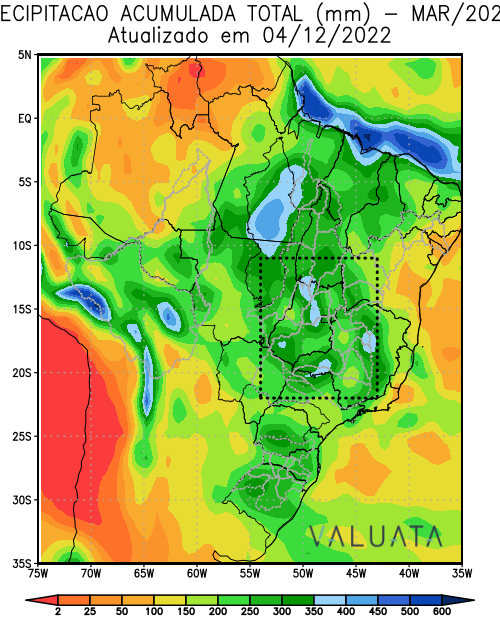 ECIPITACAO ACUMULADA TOTAL (mm) – MAR/202
Atualizado em 04/12/2022
5N
EQ
5S
10S
15S
20S
25S
30S
35S
VALUATA
75W 70W 65W 60W 55W 50W 45W 40W 35W
2 25 50 100 150 200 250 300 350 400 450 500 600